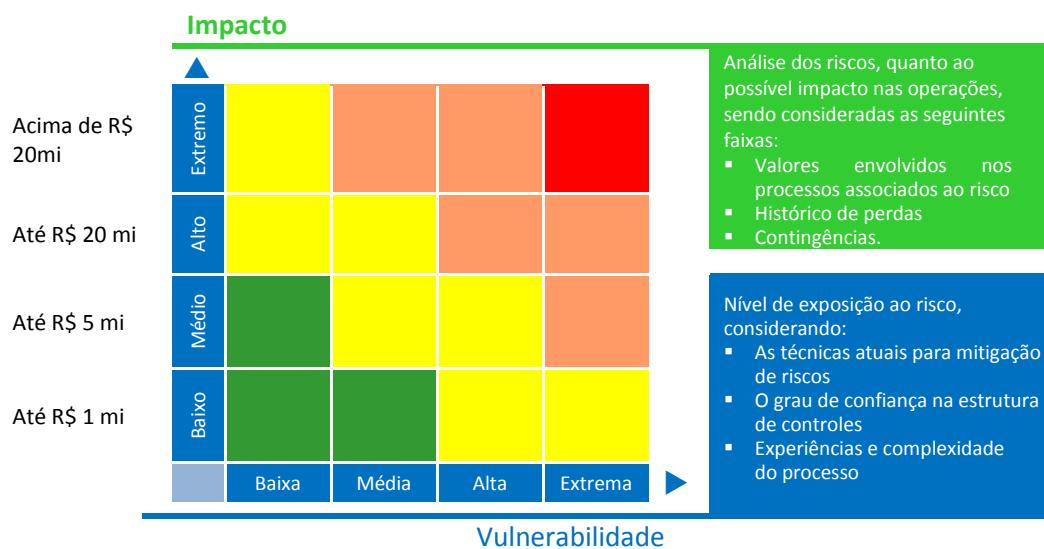 Impacto
Acima de R$
20mi
Extremo
Até R$ 20 mi
Alto
Até R$ 5 mi
Médio
Até R$ 1 mi
Baixo
Baixa
Média
Alta
Extrema
Vulnerabilidade
Análise dos riscos, quanto ao
possível impacto nas operações,
sendo consideradas as seguintes
faixas:
▪ Valores envolvidos nos
processos associados ao risco
▪ Histórico de perdas
▪ Contingências.
Nível de exposição ao risco,
considerando:
▪ As técnicas atuais para mitigação
de riscos
▪ O grau de confiança na estrutura
de controles
▪ Experiências e complexidade
do processo